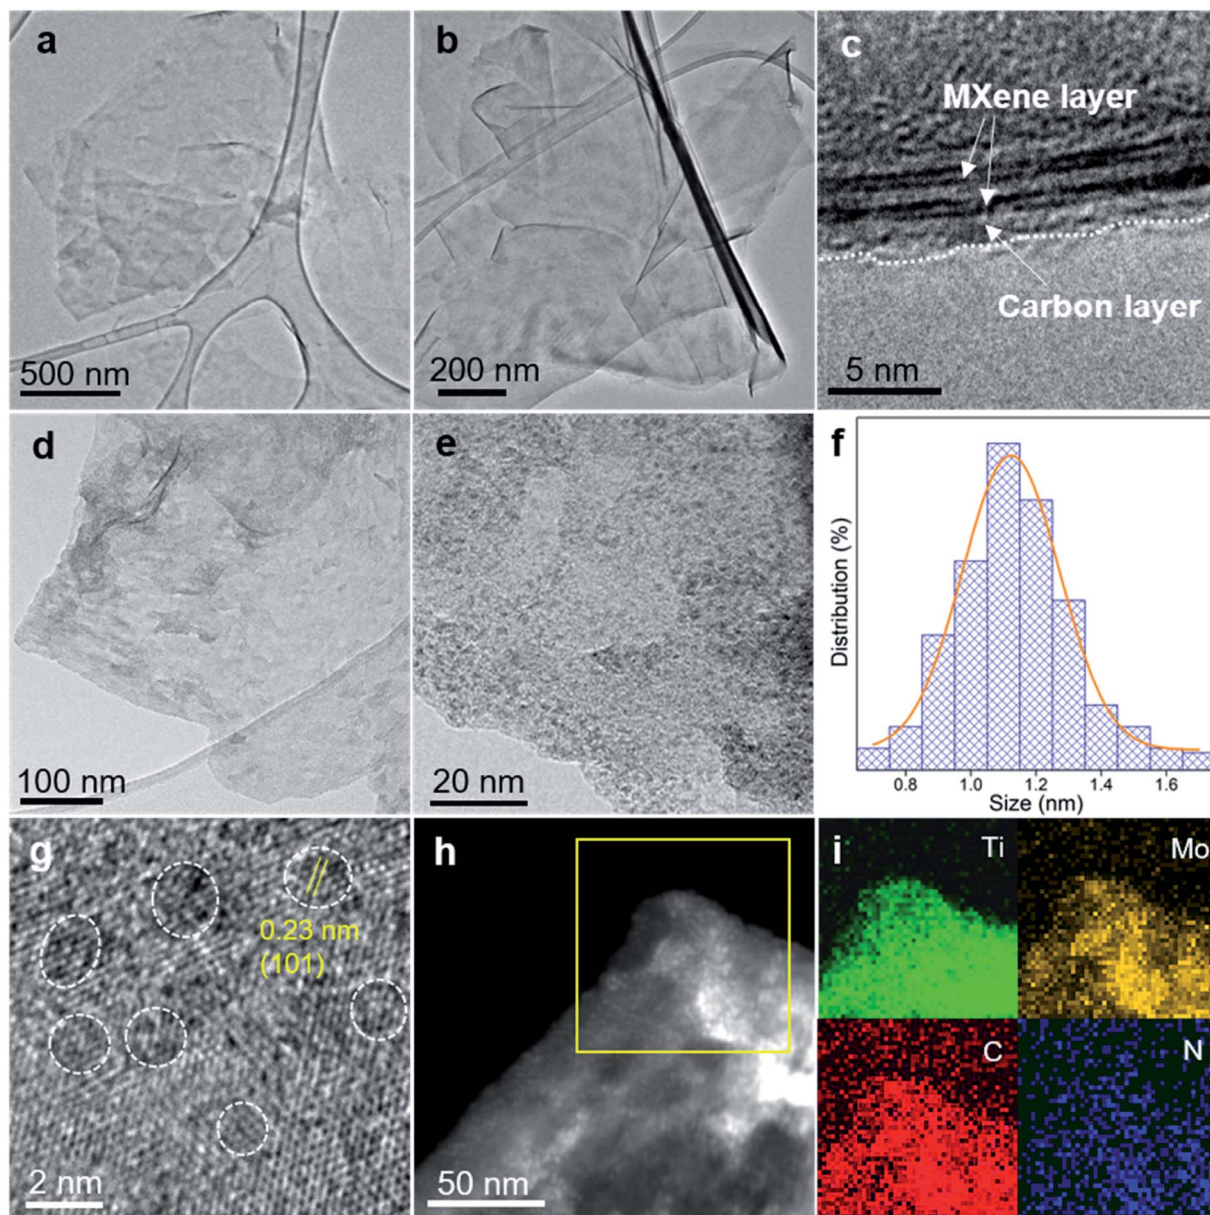 a
500 nm
b
200 nm
c
MXene layer
Carbon layer
5 nm
d
100 nm
e
20 nm
f
Distribution (%)
0.8 1.0 1.2 1.4 1.6
Size (nm)
g
0.23 nm
(101)
2 nm
h
50 nm
i
Ti
Mo
C
N